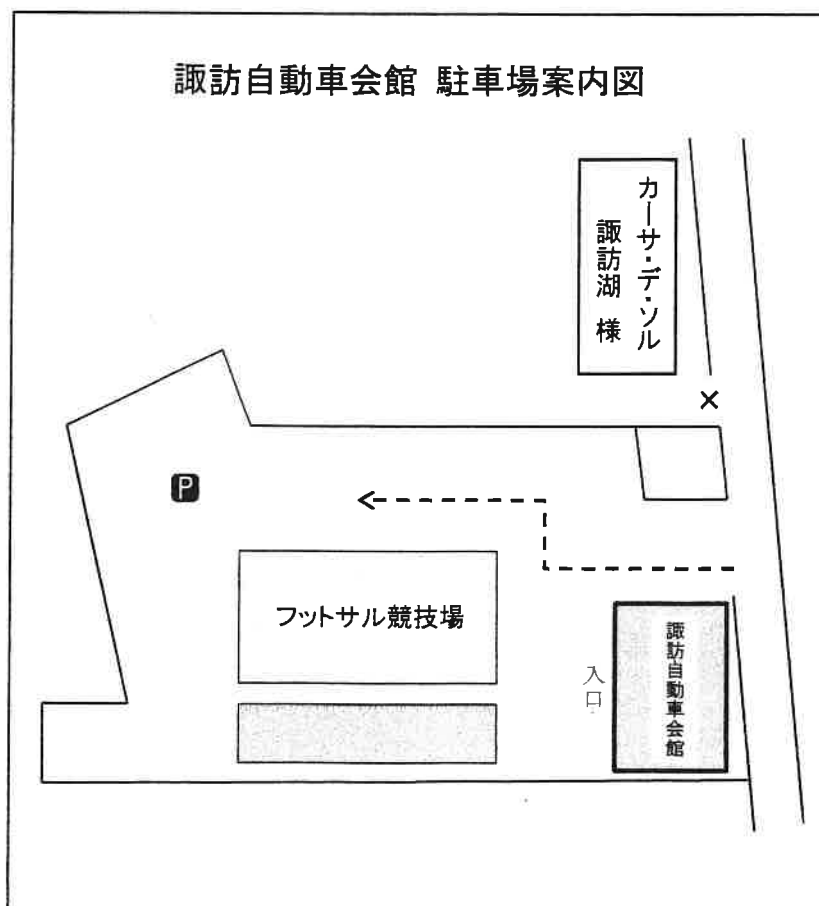 諏訪自動車会館 駐車場案内図
カーサ・デ・ソル
諏訪湖 様
×
P
フットサル競技場
入口
諏訪自動車会館